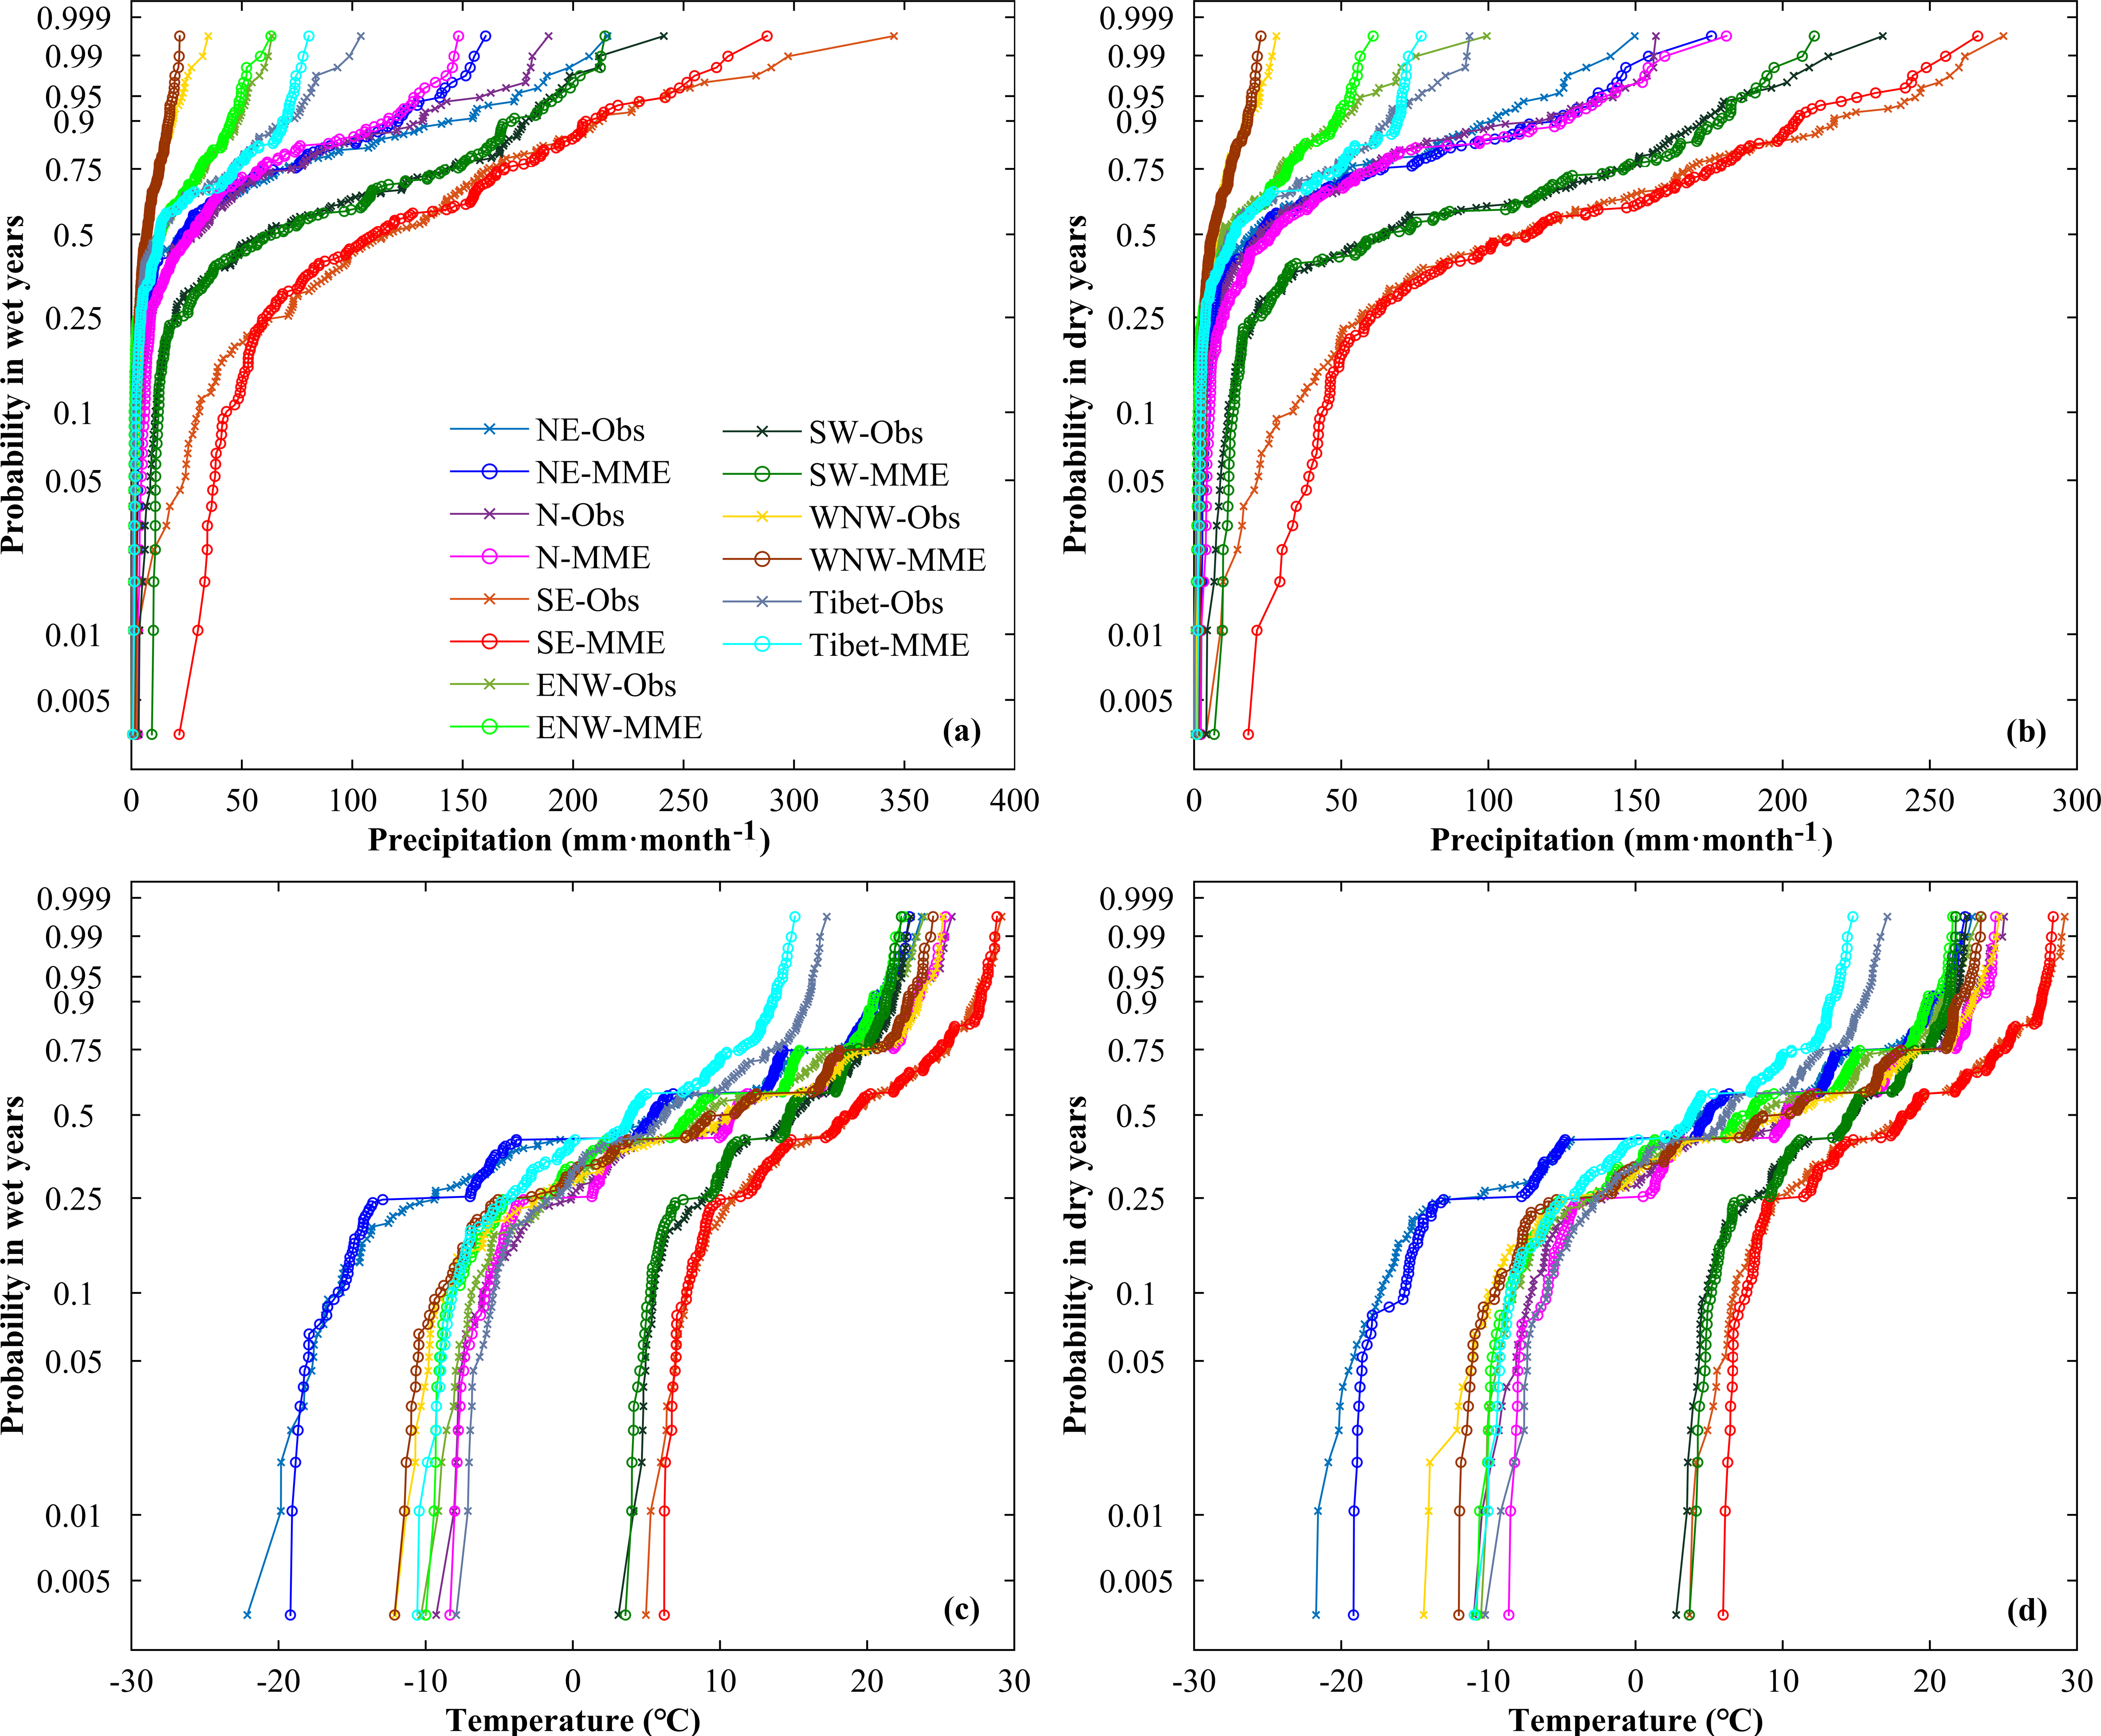 Probability in wet years
0.999
0.99
0.95
0.9
0.75
0.5
0.25
0.1
0.05
0.01
0.005
NE-Obs
NE-MME
N-Obs
N-MME
SE-Obs
SE-MME
ENW-Obs
ENW-MME
SW-Obs
SW-MME
WNW-Obs
WNW-MME
Tibet-Obs
Tibet-MME
(a)
0 50 100 150 200 250 300 350 400
Precipitation (mm·month-1)
Probability in dry years
0.999
0.99
0.95
0.9
0.75
0.5
0.25
0.1
0.05
0.01
0.005
(b)
0 50 100 150 200 250 300
Precipitation (mm·month-1)
Probability in wet years
0.999
0.99
0.95
0.9
0.75
0.5
0.25
0.1
0.05
0.01
0.005
(c)
-30 -20 -10 0 10 20 30
Temperature (℃)
Probability in dry years
0.999
0.99
0.95
0.9
0.75
0.5
0.25
0.1
0.05
0.01
0.005
(d)
-30 -20 -10 0 10 20 30
Temperature (℃)